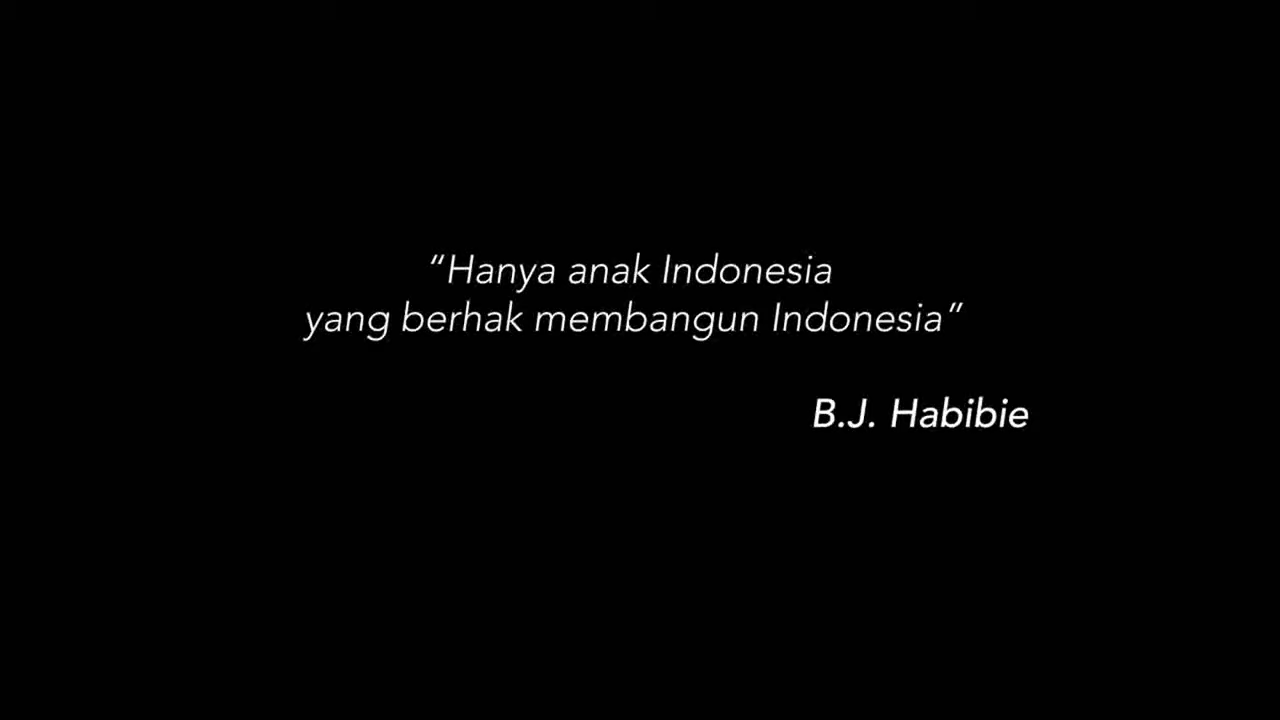 “Hanya anak Indonesia
yang berhak membangun Indonesia”
B.J. Habibie